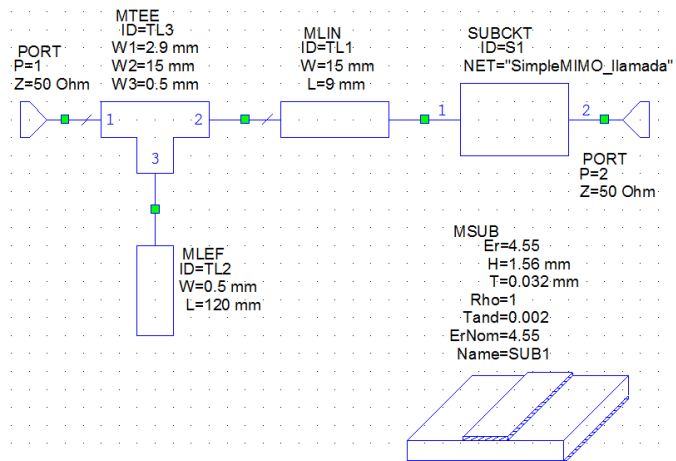 MTEE
ID=TL3
W1=2.9 mm
W2=15 mm
W3=0.5 mm
MLIN
ID=TL1
W=15 mm
L=9 mm
SUBCKT
ID=S1
NET="SimpleMIMO_llamada"
PORT
P=1
Z=50 Ohm
1
2
3
1
2
PORT
P=2
Z=50 Ohm
MLEF
ID=TL2
W=0.5 mm
L=120 mm
MSUB
Er=4.55
H=1.56 mm
T=0.032 mm
Rho=1
Tand=0.002
ErNom=4.55
Name=SUB1